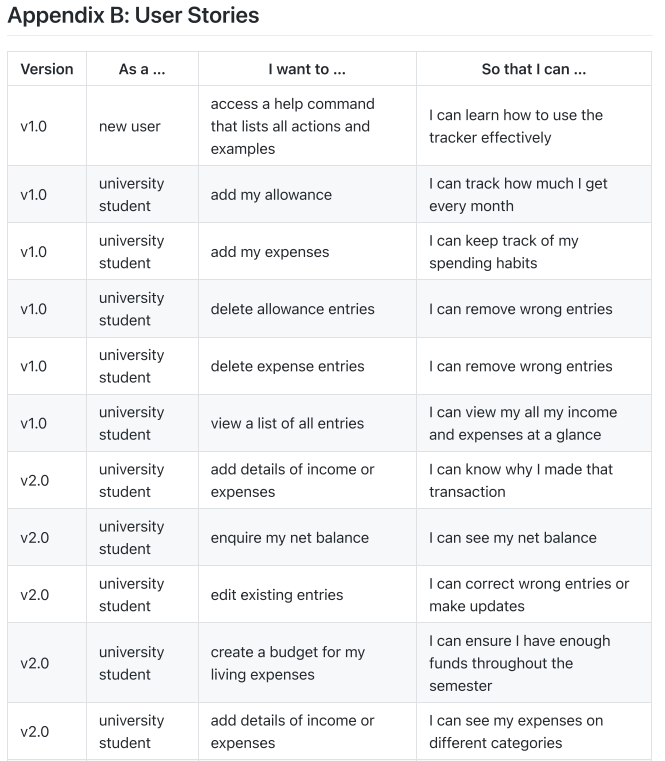 Appendix B: User Stories
Version As a ... I want to ... So that I can ...
v1.0 new user access a help command that lists all actions and examples I can learn how to use the tracker effectively
v1.0 university student add my allowance I can track how much I get every month
v1.0 university student add my expenses I can keep track of my spending habits
v1.0 university student delete allowance entries I can remove wrong entries
v1.0 university student delete expense entries I can remove wrong entries
v1.0 university student view a list of all entries I can view my all my income and expenses at a glance
v2.0 university student add details of income or expenses I can know why I made that transaction
v2.0 university student enquire my net balance I can see my net balance
v2.0 university student edit existing entries I can correct wrong entries or make updates
v2.0 university student create a budget for my living expenses I can ensure I have enough funds throughout the semester
v2.0 university student add details of income or expenses I can see my expenses on different categories